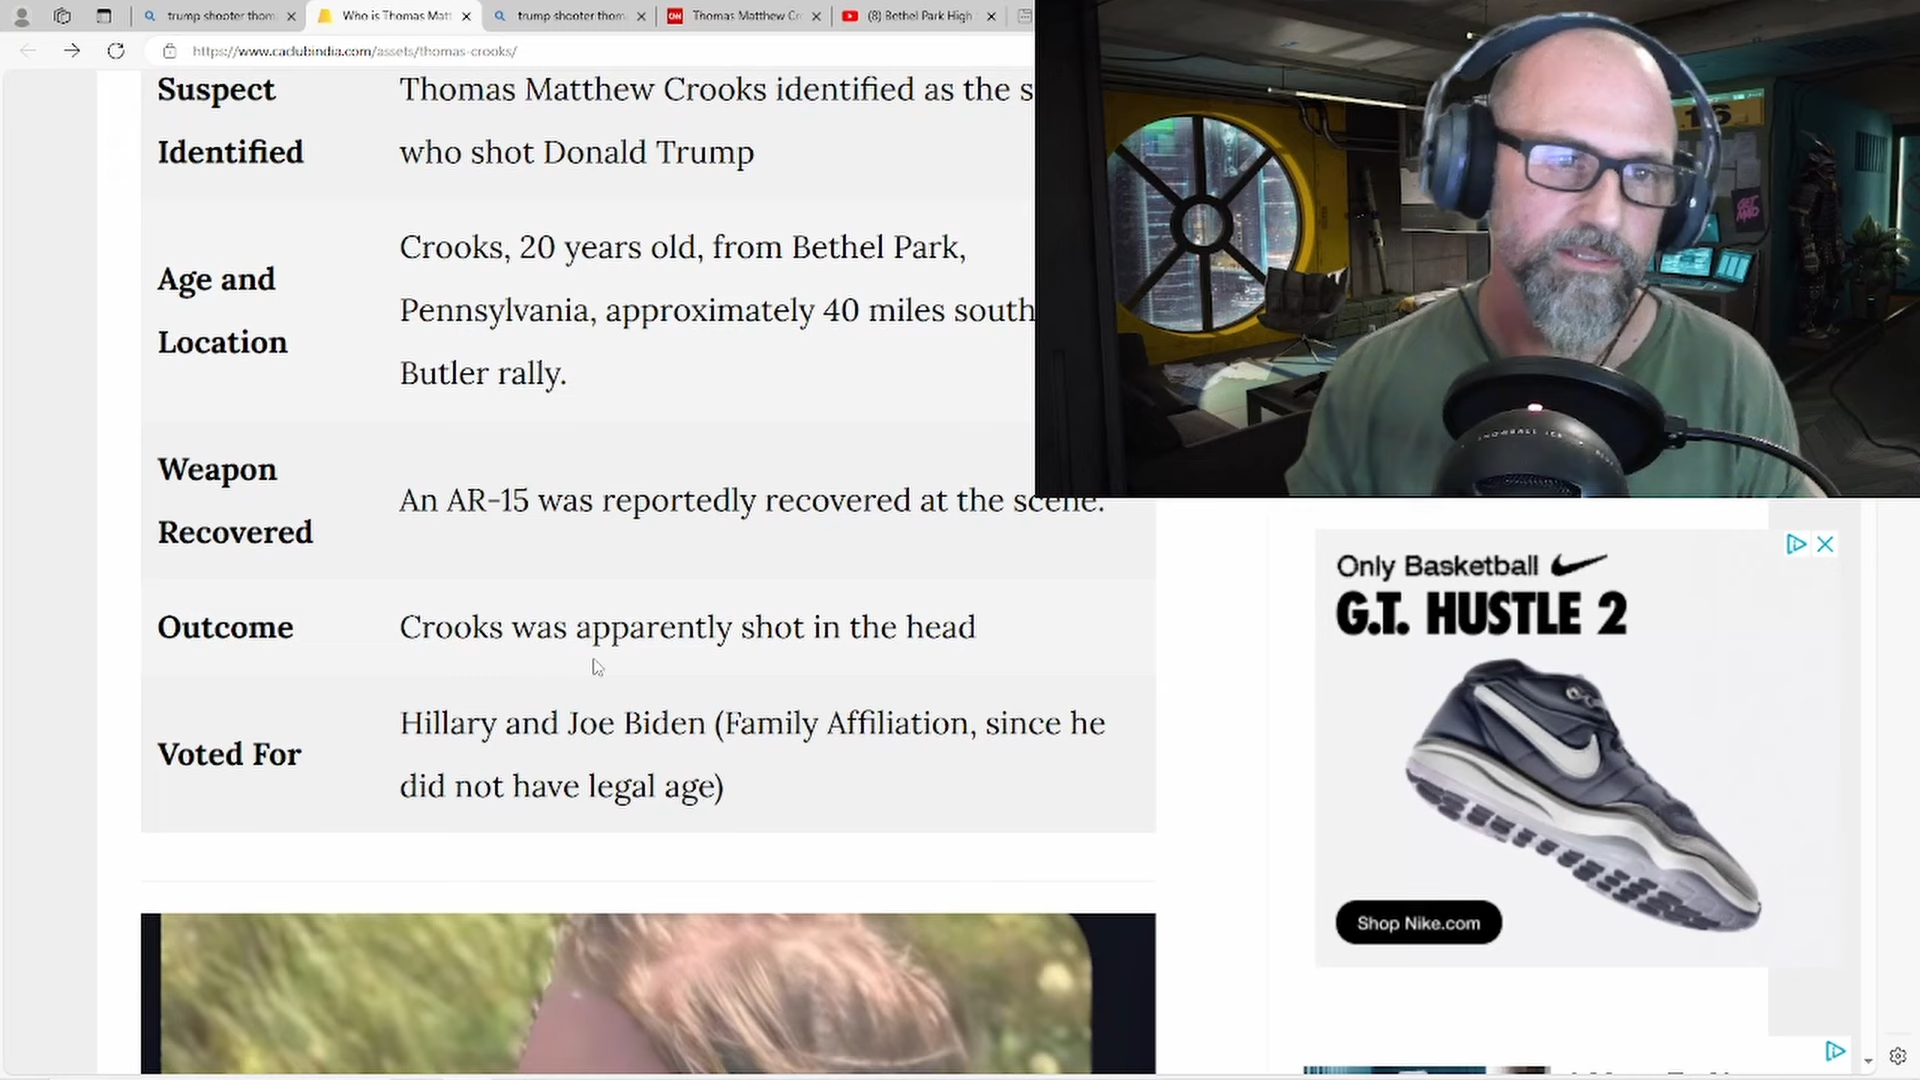 trump shooter thom
Who is Thomas Matt
trump shooter thom
CNN
Thomas Matthew Cr
(8) Bethel Park High
https://www.caclubindia.com/assets/thomas-crooks/
Suspect
Identified
Thomas Matthew Crooks identified as the s
who shot Donald Trump
Age and
Location
Crooks, 20 years old, from Bethel Park,
Pennsylvania, approximately 40 miles south
Butler rally.
Weapon
Recovered
An AR-15 was reportedly recovered at the scene.
Outcome
Crooks was apparently shot in the head
Voted For
Hillary and Joe Biden (Family Affiliation, since he
did not have legal age)
SNOWBALL ICE
Only Basketball
G.T. HUSTLE 2
Shop Nike.com